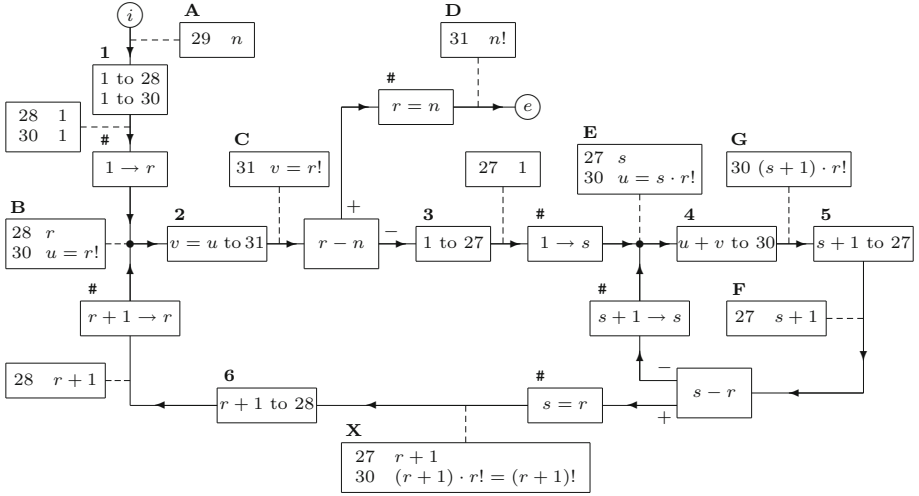 i
A
29 n
D
31 n!
1
1 to 28
1 to 30
#
r = n
e
28 1
30 1
#
1 → r
C
31 v = r!
27 1
E
27 s
30 u = s · r!
G
30 (s + 1) · r!
B
28 r
30 u = r!
2
v = u to 31
+
r − n
−
3
1 to 27
#
1 → s
4
u + v to 30
5
s + 1 to 27
#
r + 1 → r
#
s + 1 → s
F
27 s + 1
28 r + 1
6
r + 1 to 28
#
s = r
−
+
s − r
X
27 r + 1
30 (r + 1) · r! = (r + 1)!